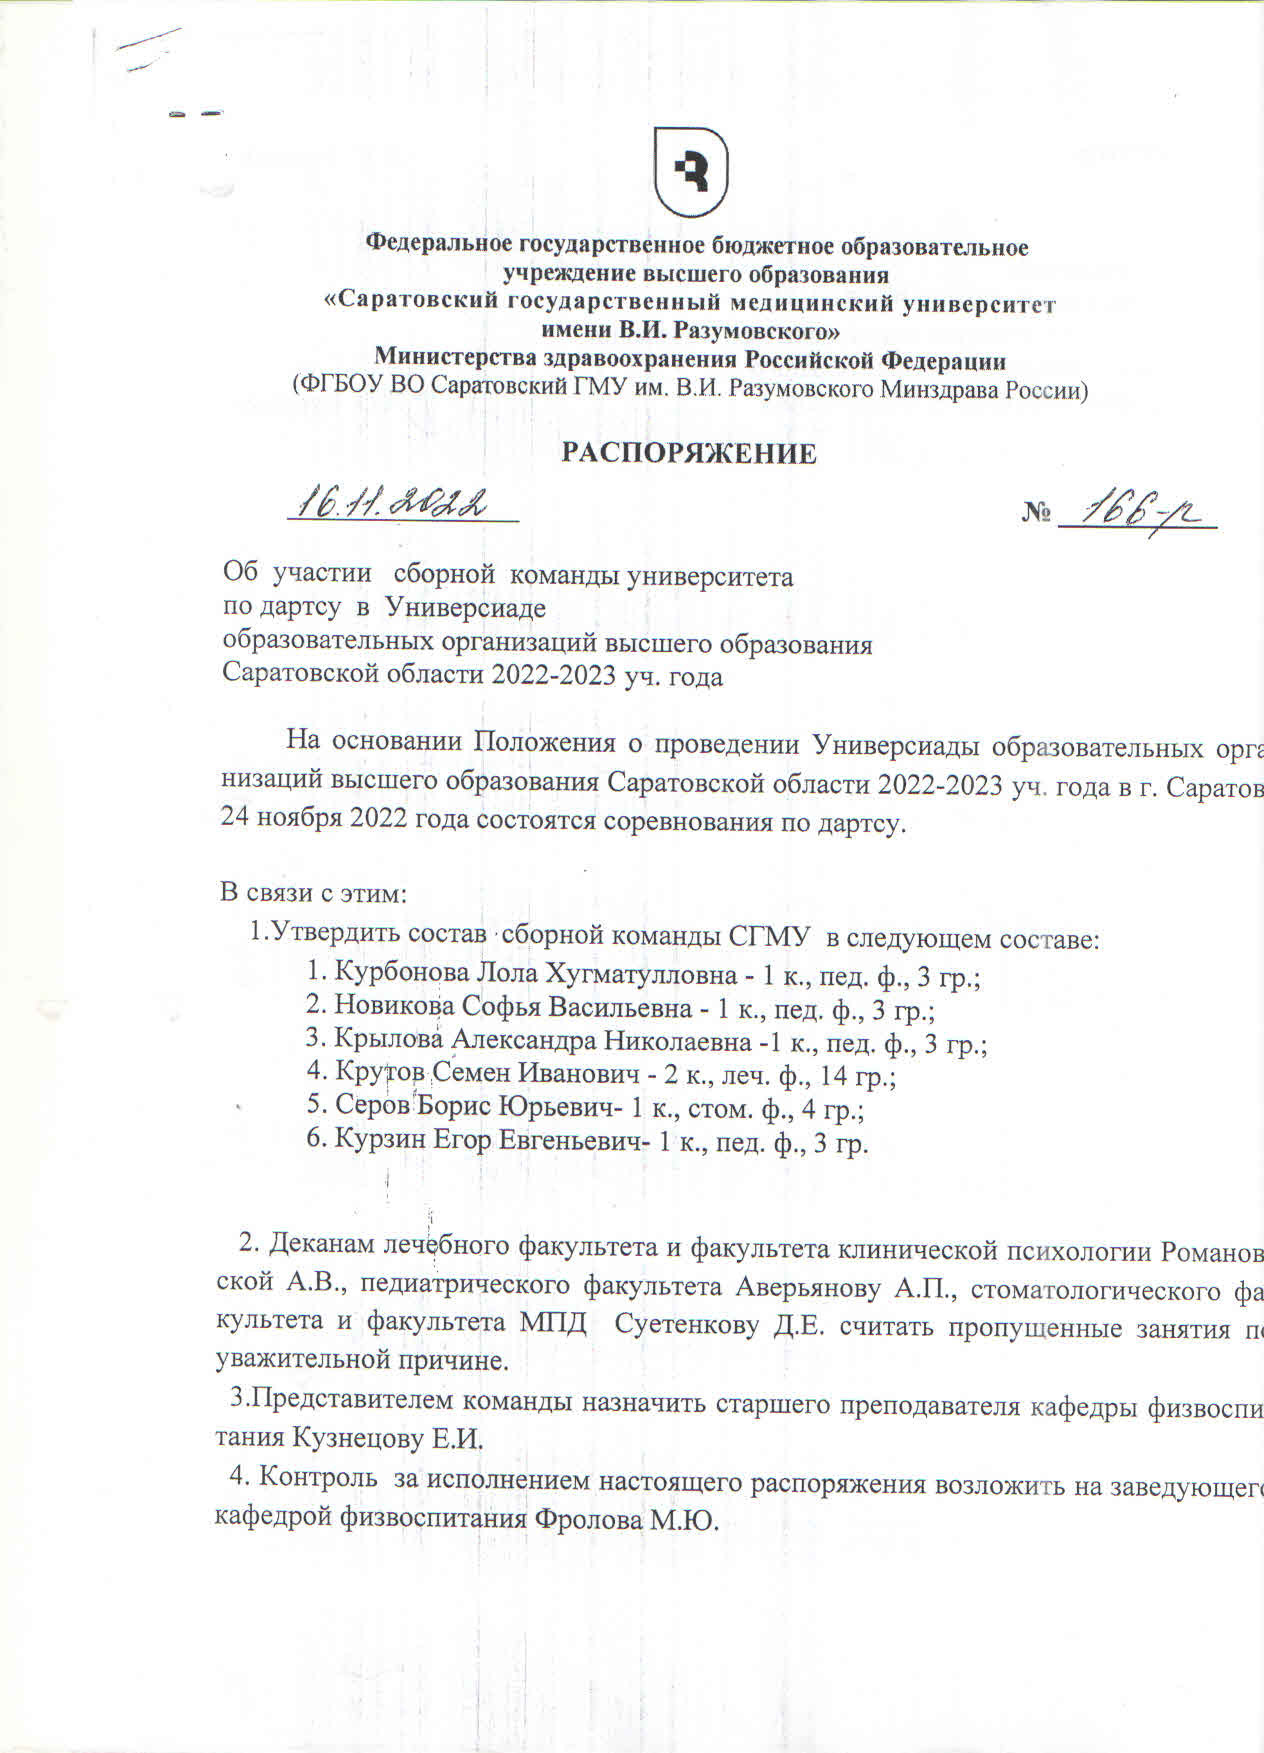 Федеральное государственное бюджетное образовательное
учреждение высшего образования
«Саратовский государственный медицинский университет
имени В.И. Разумовского»
Министерства здравоохранения Российской Федерации
(ФГБОУ ВО Саратовский ГМУ им. В.И. Разумовского Минздрава России)
РАСПОРЯЖЕНИЕ
16.11.2022 № 166-р
Об участии сборной команды университета
по дартсу в Универсиаде
образовательных организаций высшего образования
Саратовской области 2022-2023 уч. года
На основании Положения о проведении Универсиады образовательных орга
низаций высшего образования Саратовской области 2022-2023 уч. года в г. Саратов
24 ноября 2022 года состоятся соревнования по дартсу.
В связи с этим:
1.Утвердить состав сборной команды СГМУ в следующем составе:
1. Курбонова Лола Хугматулловна - 1 к., пед. ф., 3 гр.;
2. Новикова Софья Васильевна - 1 к., пед. ф., 3 гр.;
3. Крылова Александра Николаевна -1 к., пед. ф., 3 гр.;
4. Крутов Семен Иванович - 2 к., леч. ф., 14 гр.;
5. Серов Борис Юрьевич- 1 к., стом. ф., 4 гр.;
6. Курзин Егор Евгеньевич- 1 к., пед. ф., 3 гр.
2. Деканам лечебного факультета и факультета клинической психологии Романов
ской А.В., педиатрического факультета Аверьянову А.П., стоматологического фа
культета и факультета МПД Суетенкову Д.Е. считать пропущенные занятия по
уважительной причине.
3.Представителем команды назначить старшего преподавателя кафедры физвоспи
тания Кузнецову Е.И.
4. Контроль за исполнением настоящего распоряжения возложить на заведующего
кафедрой физвоспитания Фролова М.Ю.